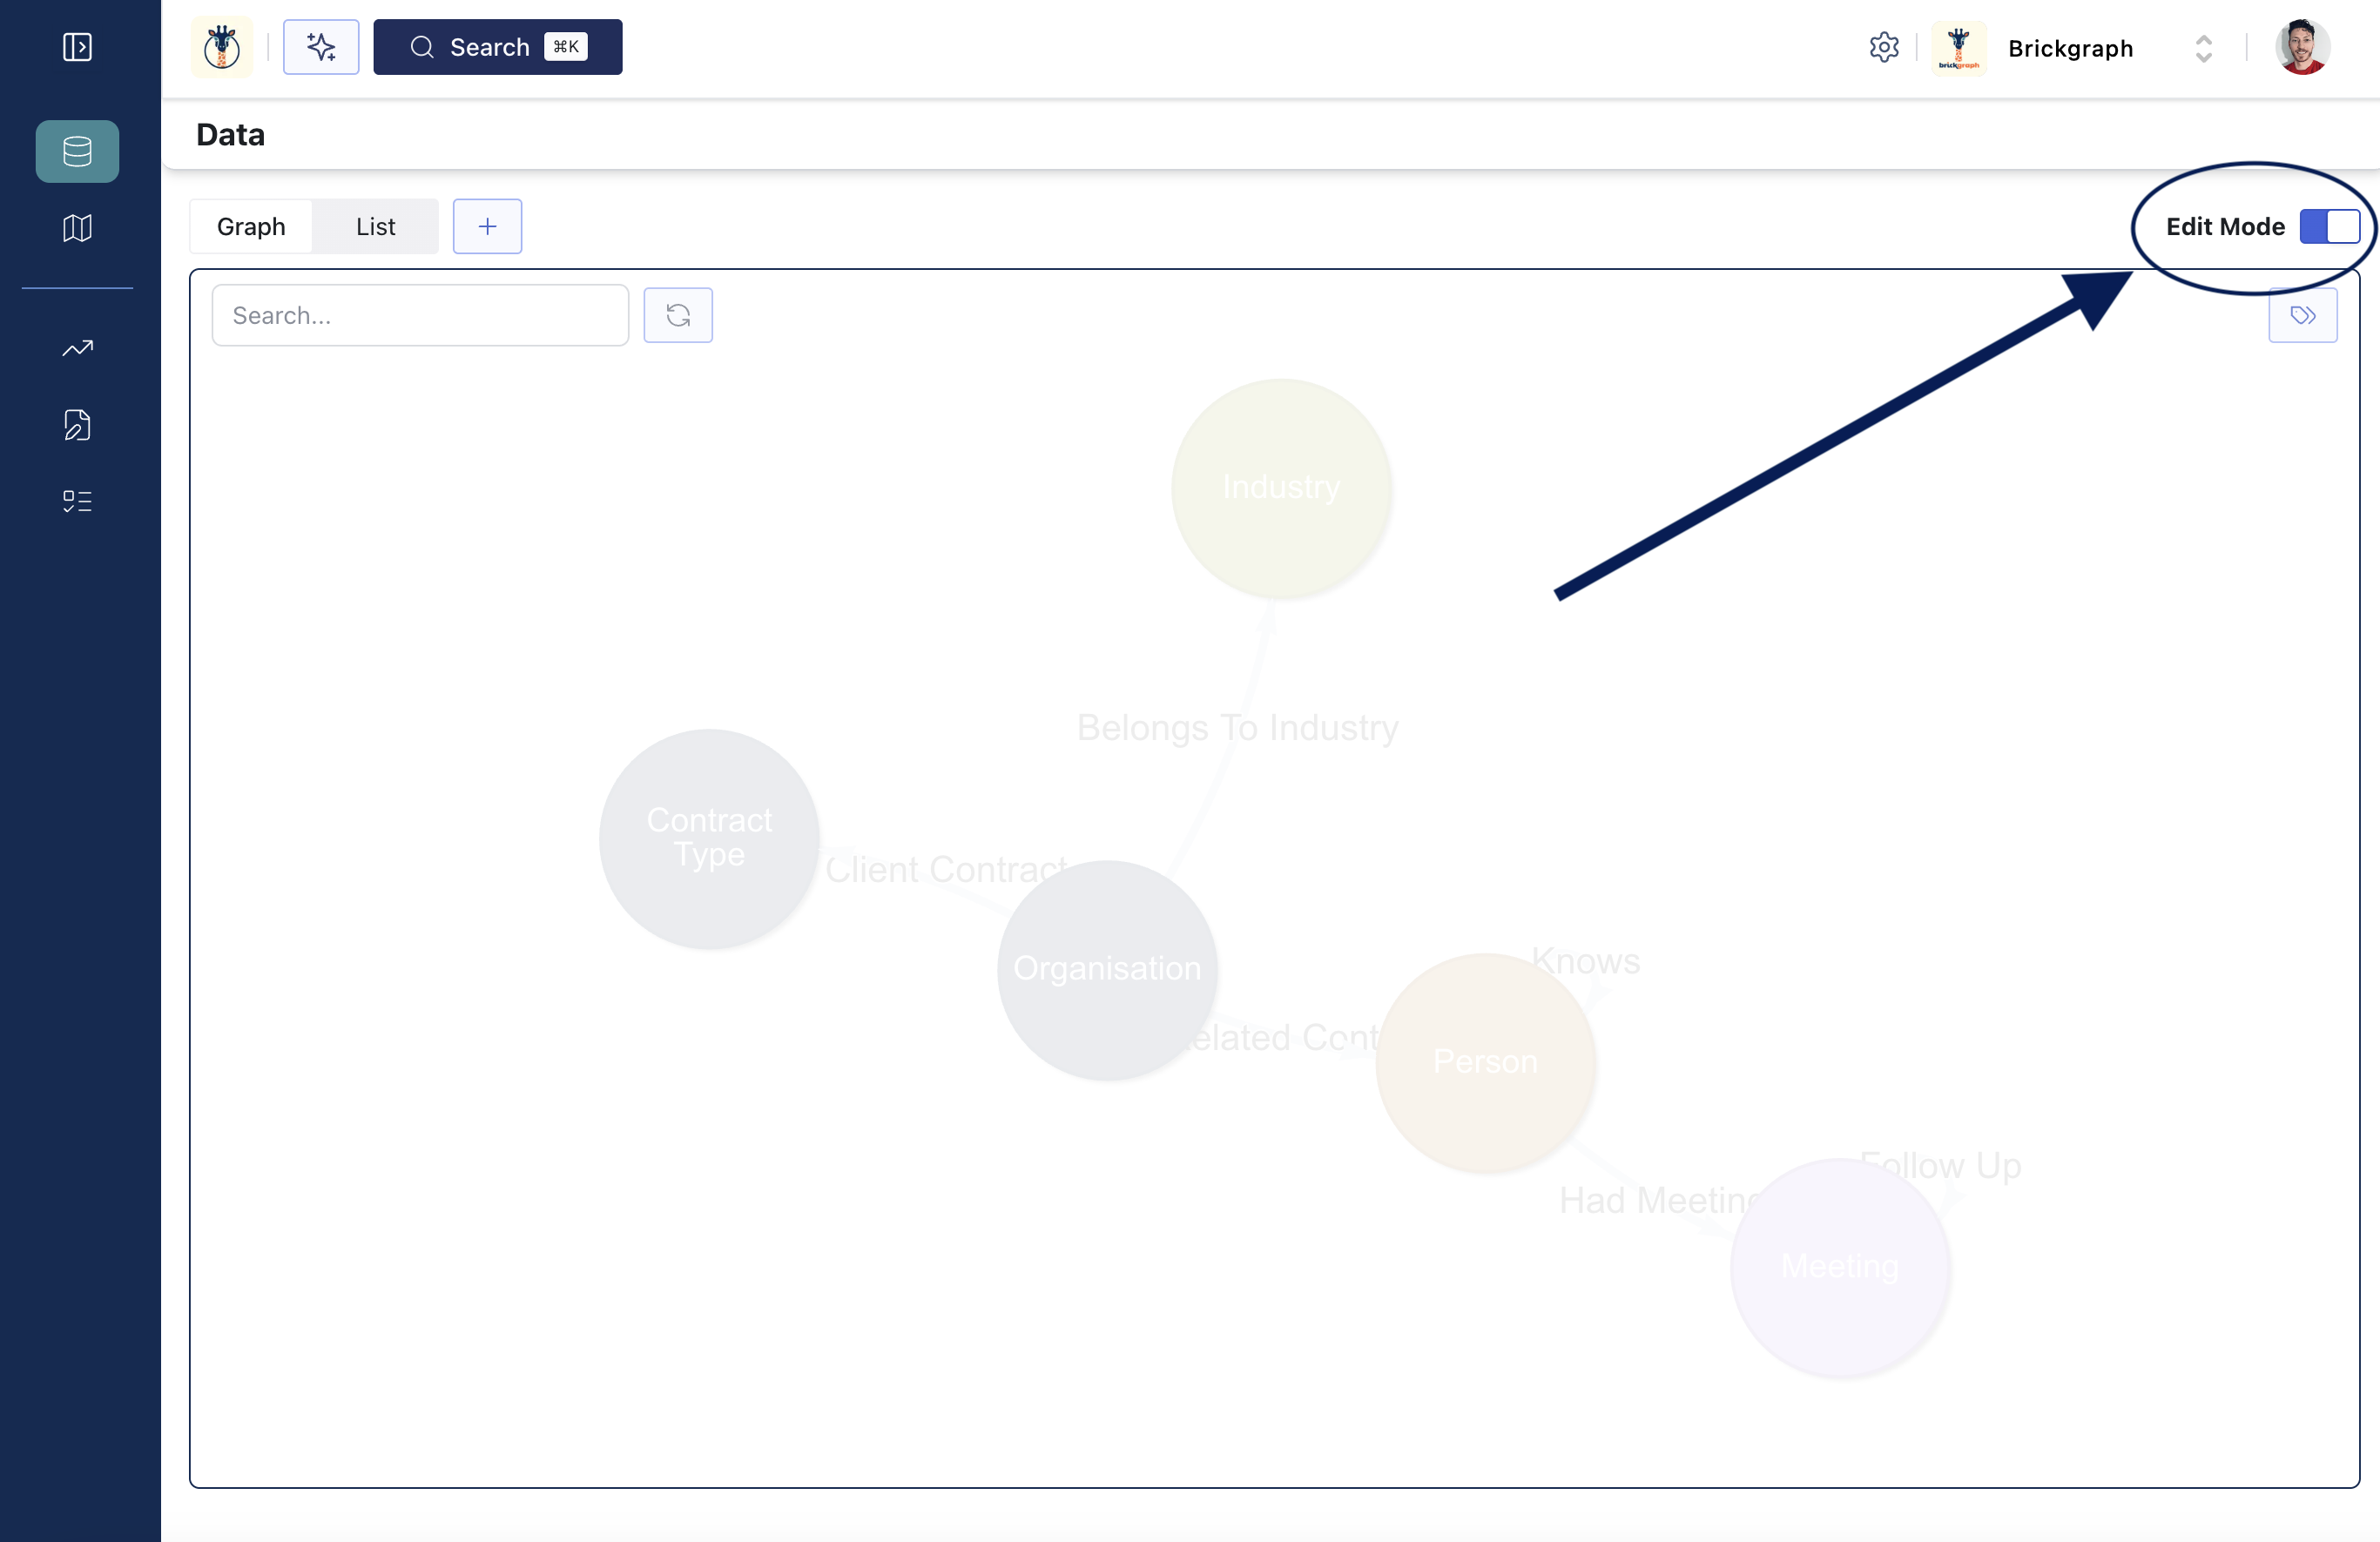 Search ⌘K
brickgraph
Brickgraph
Data
Graph
List
Edit Mode
Search...
Industry
Belongs To Industry
Contract
Type
Client Contract
Organisation
Knows
elated Cont
Person
Follow Up
Had Meeting
Meeting